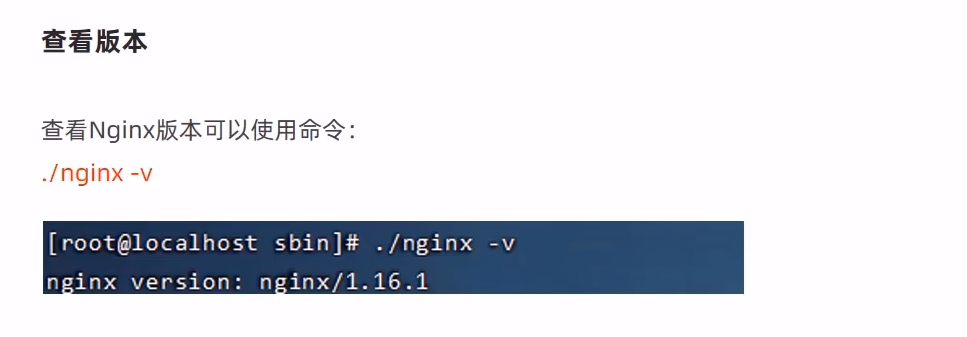 查看版本
查看Nginx版本可以使用命令：
./nginx -v
[root@localhost sbin]# ./nginx -v
nginx version: nginx/1.16.1